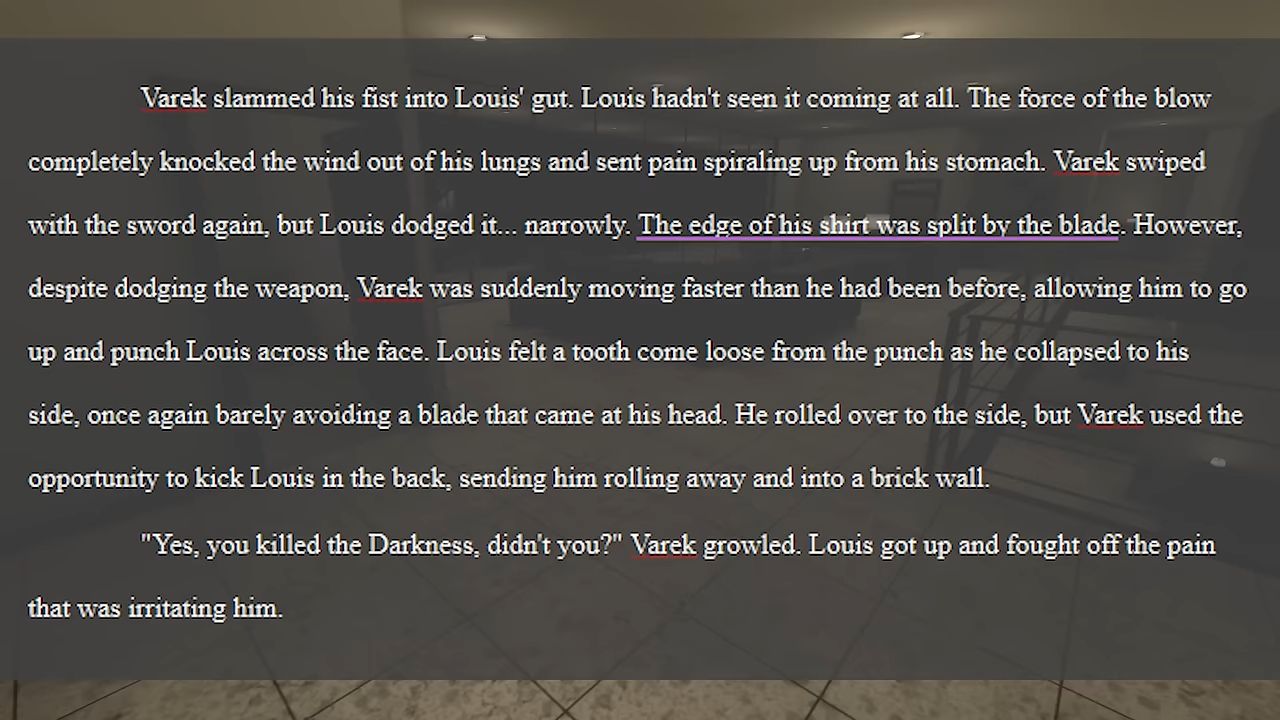 Varek slammed his fist into Louis' gut. Louis hadn't seen it coming at all. The force of the blow
completely knocked the wind out of his lungs and sent pain spiraling up from his stomach. Varek swiped
with the sword again, but Louis dodged it... narrowly. The edge of his shirt was split by the blade. However,
despite dodging the weapon, Varek was suddenly moving faster than he had been before, allowing him to go
up and punch Louis across the face. Louis felt a tooth come loose from the punch as he collapsed to his
side, once again barely avoiding a blade that came at his head. He rolled over to the side, but Varek used the
opportunity to kick Louis in the back, sending him rolling away and into a brick wall.
"Yes, you killed the Darkness, didn't you?" Varek growled. Louis got up and fought off the pain
that was irritating him.